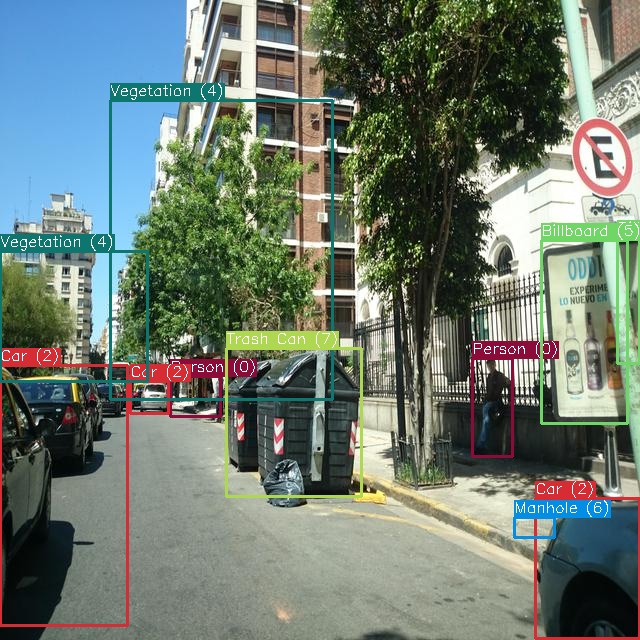 Vegetation (4)
E
Billboard (5)
Vegetation (4)
ODDI
EXPERIME
LO NUEVO EN
Trash Can (7)
Person (0)
Car (2)
Car (2)
rson (0)
Car (2)
Manhole (6)